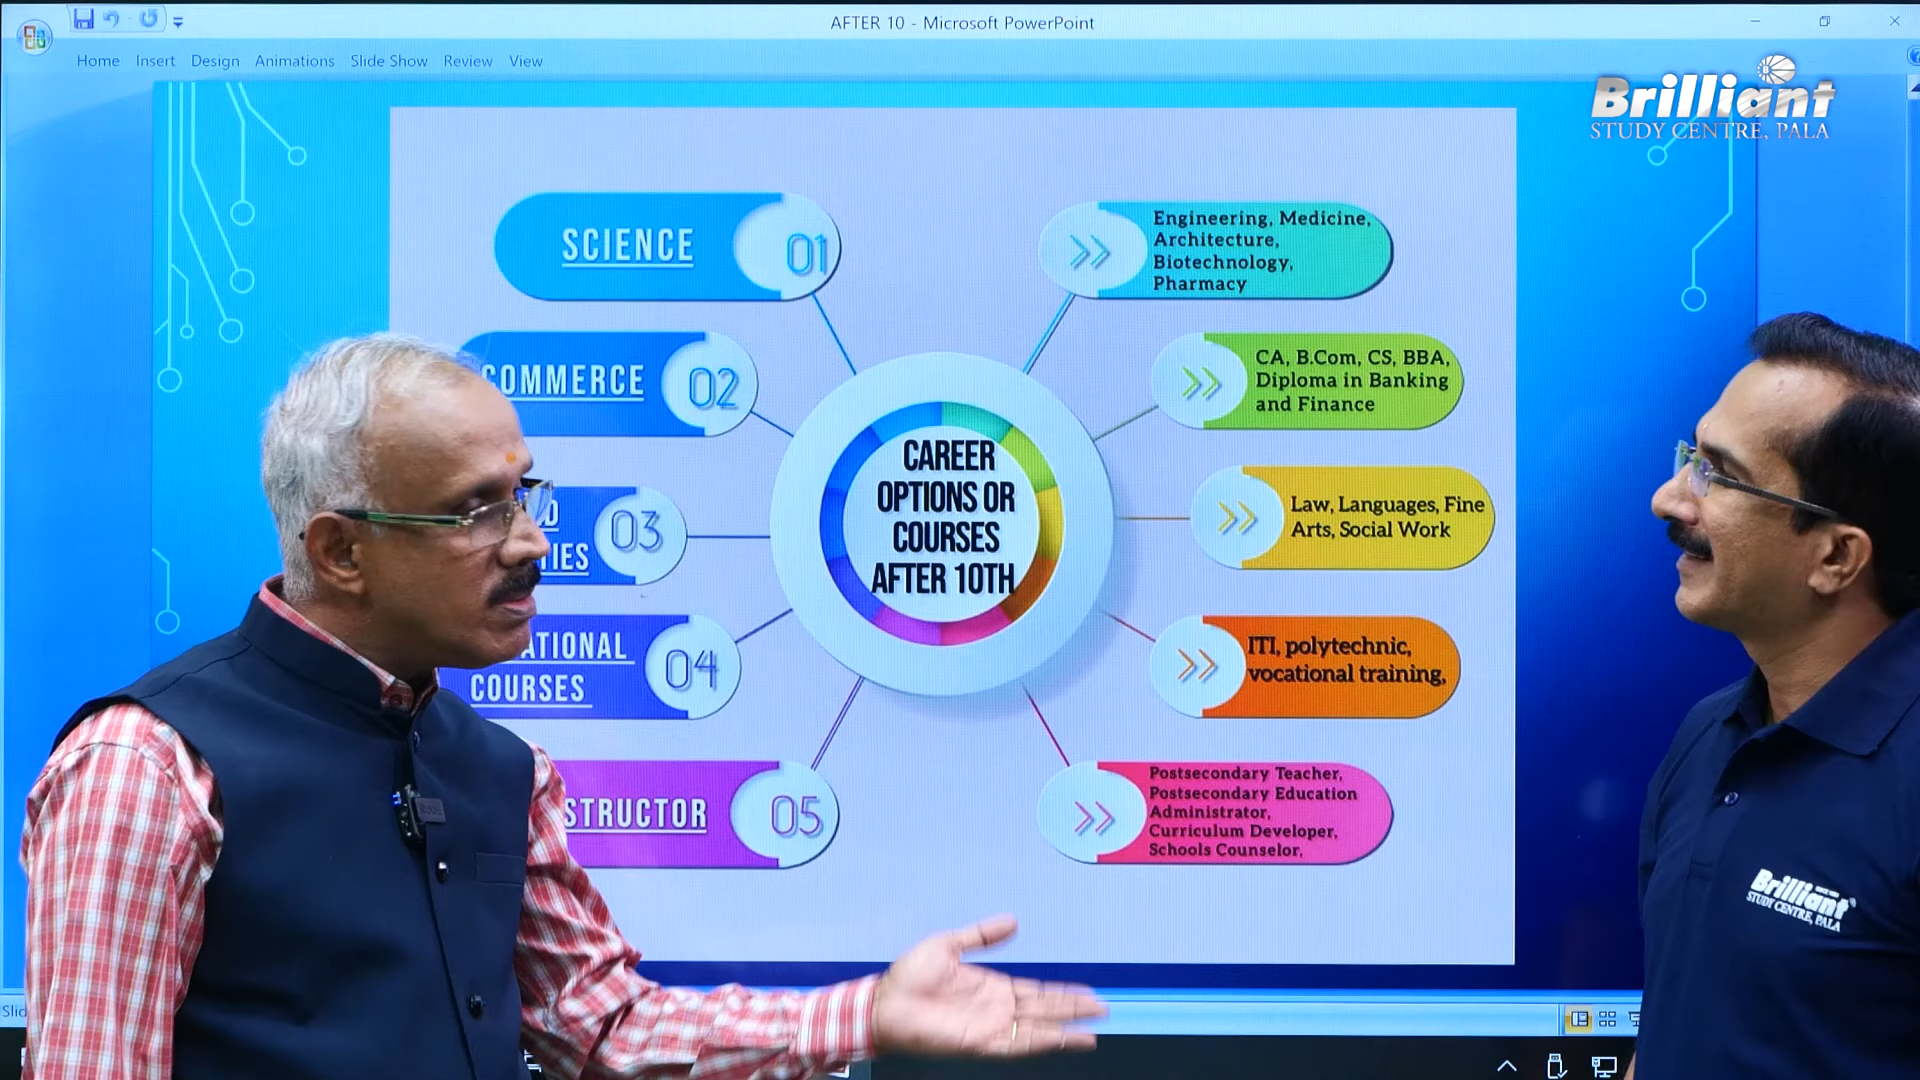 AFTER 10 - Microsoft PowerPoint
Home Insert Design Animations Slide Show Review View
Brilliant
STUDY CENTRE, PALA
SCIENCE 01
Engineering, Medicine,
Architecture,
Biotechnology,
Pharmacy
COMMERCE 02
CA, B.Com, CS, BBA,
Diploma in Banking
and Finance
CAREER
OPTIONS OR
COURSES
AFTER 10TH
D
TIES 03
Law, Languages, Fine
Arts, Social Work
ATIONAL
COURSES 04
ITI, polytechnic,
vocational training,
STRUCTOR 05
Postsecondary Teacher,
Postsecondary Education
Administrator,
Curriculum Developer,
Schools Counselor,
Brilliant
STUDY CENTRE, PALA
Slid